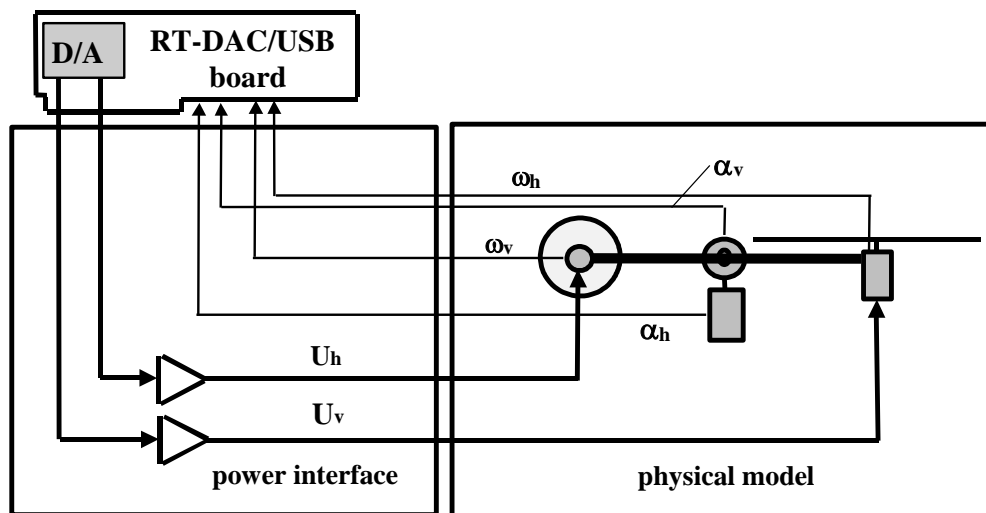 D/A
RT-DAC/USB
board
ωh
αv
ωv
αh
Uh
Uv
power interface
physical model